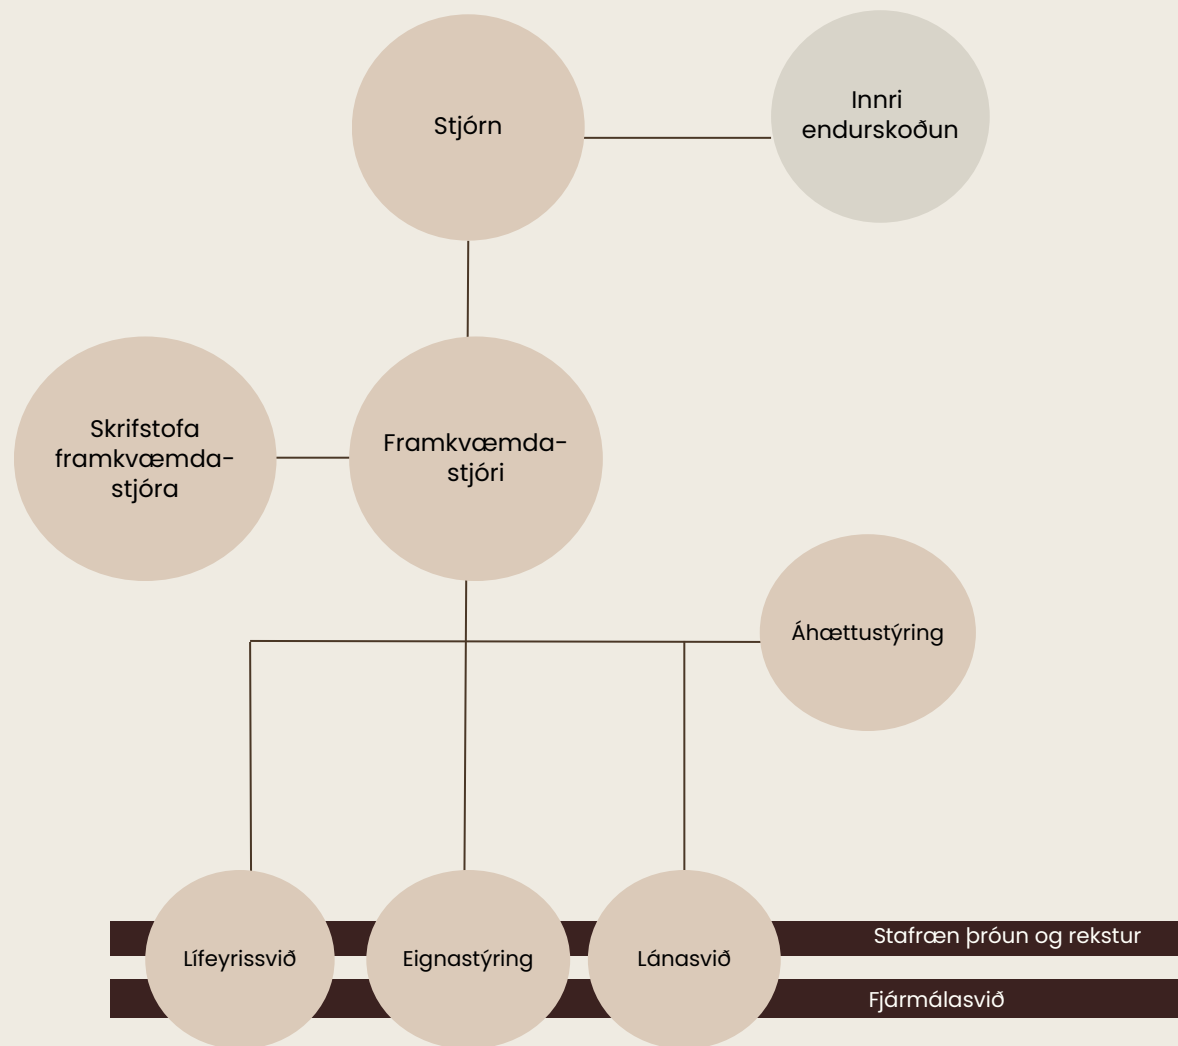 Stjórn
Innri
endurskoðun
Skrifstofa
framkvæmda-
stjóra
Framkvæmda-
stjóri
Áhættustýring
Lífeyrissvið
Eignastýring
Lánasvið
Stafræn þróun og rekstur
Fjármálasvið